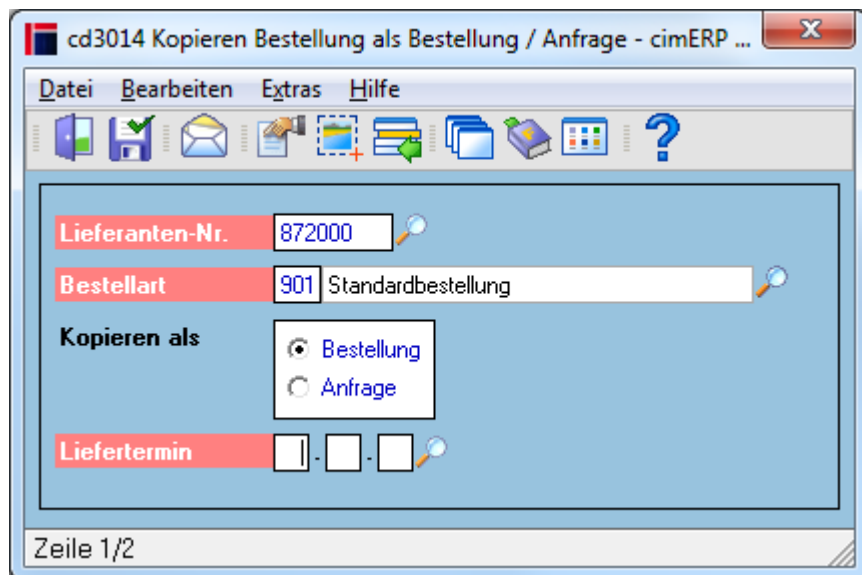 cd3014 Kopieren Bestellung als Bestellung / Anfrage - cimERP ...
Datei Bearbeiten Extras Hilfe
Lieferanten-Nr. 872000
Bestellart 901 Standardbestellung
Kopieren als
Bestellung
Anfrage
Liefertermin . .
Zeile 1/2